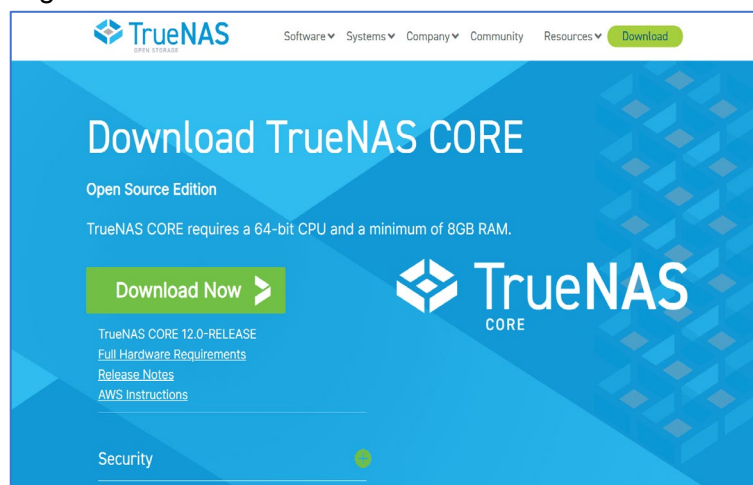 TrueNAS
OPEN STORAGE
Software Systems Company Community Resources Download
Download TrueNAS CORE
Open Source Edition
TrueNAS CORE requires a 64-bit CPU and a minimum of 8GB RAM.
Download Now
TrueNAS
CORE
TrueNAS CORE 12.0-RELEASE
Full Hardware Requirements
Release Notes
AWS Instructions
Security